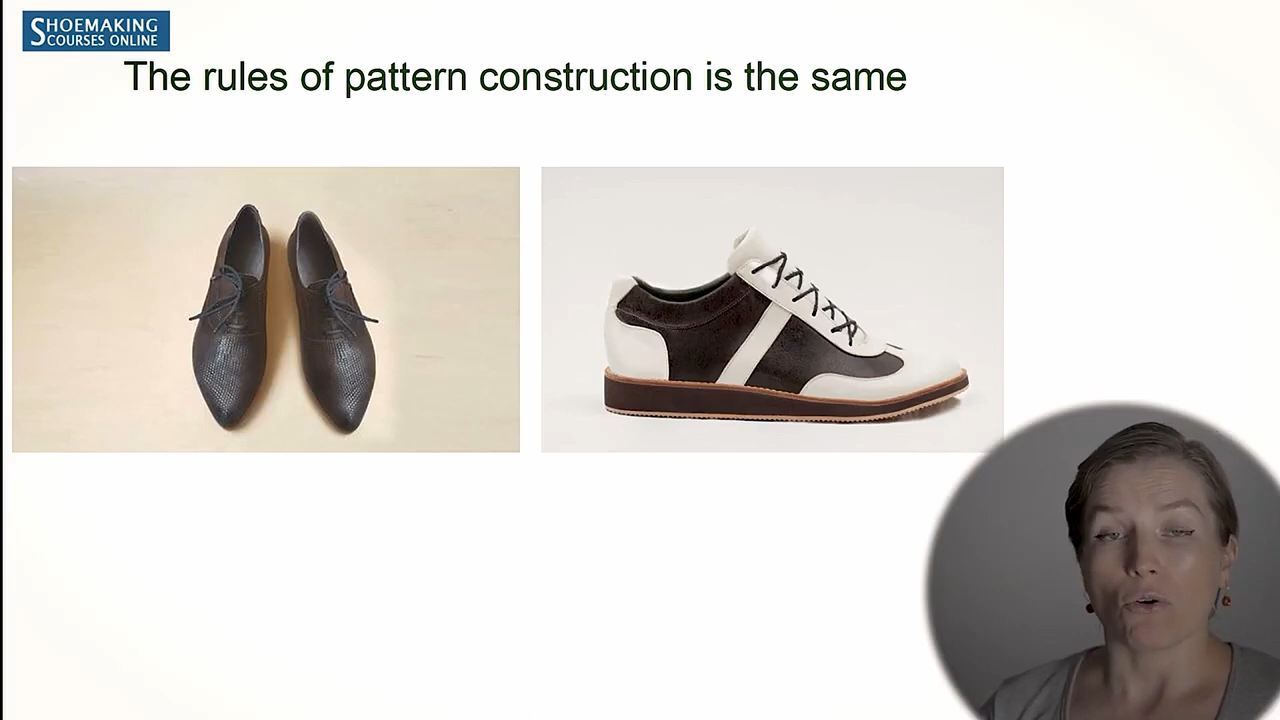 SHOEMAKING
COURSES ONLINE
The rules of pattern construction is the same